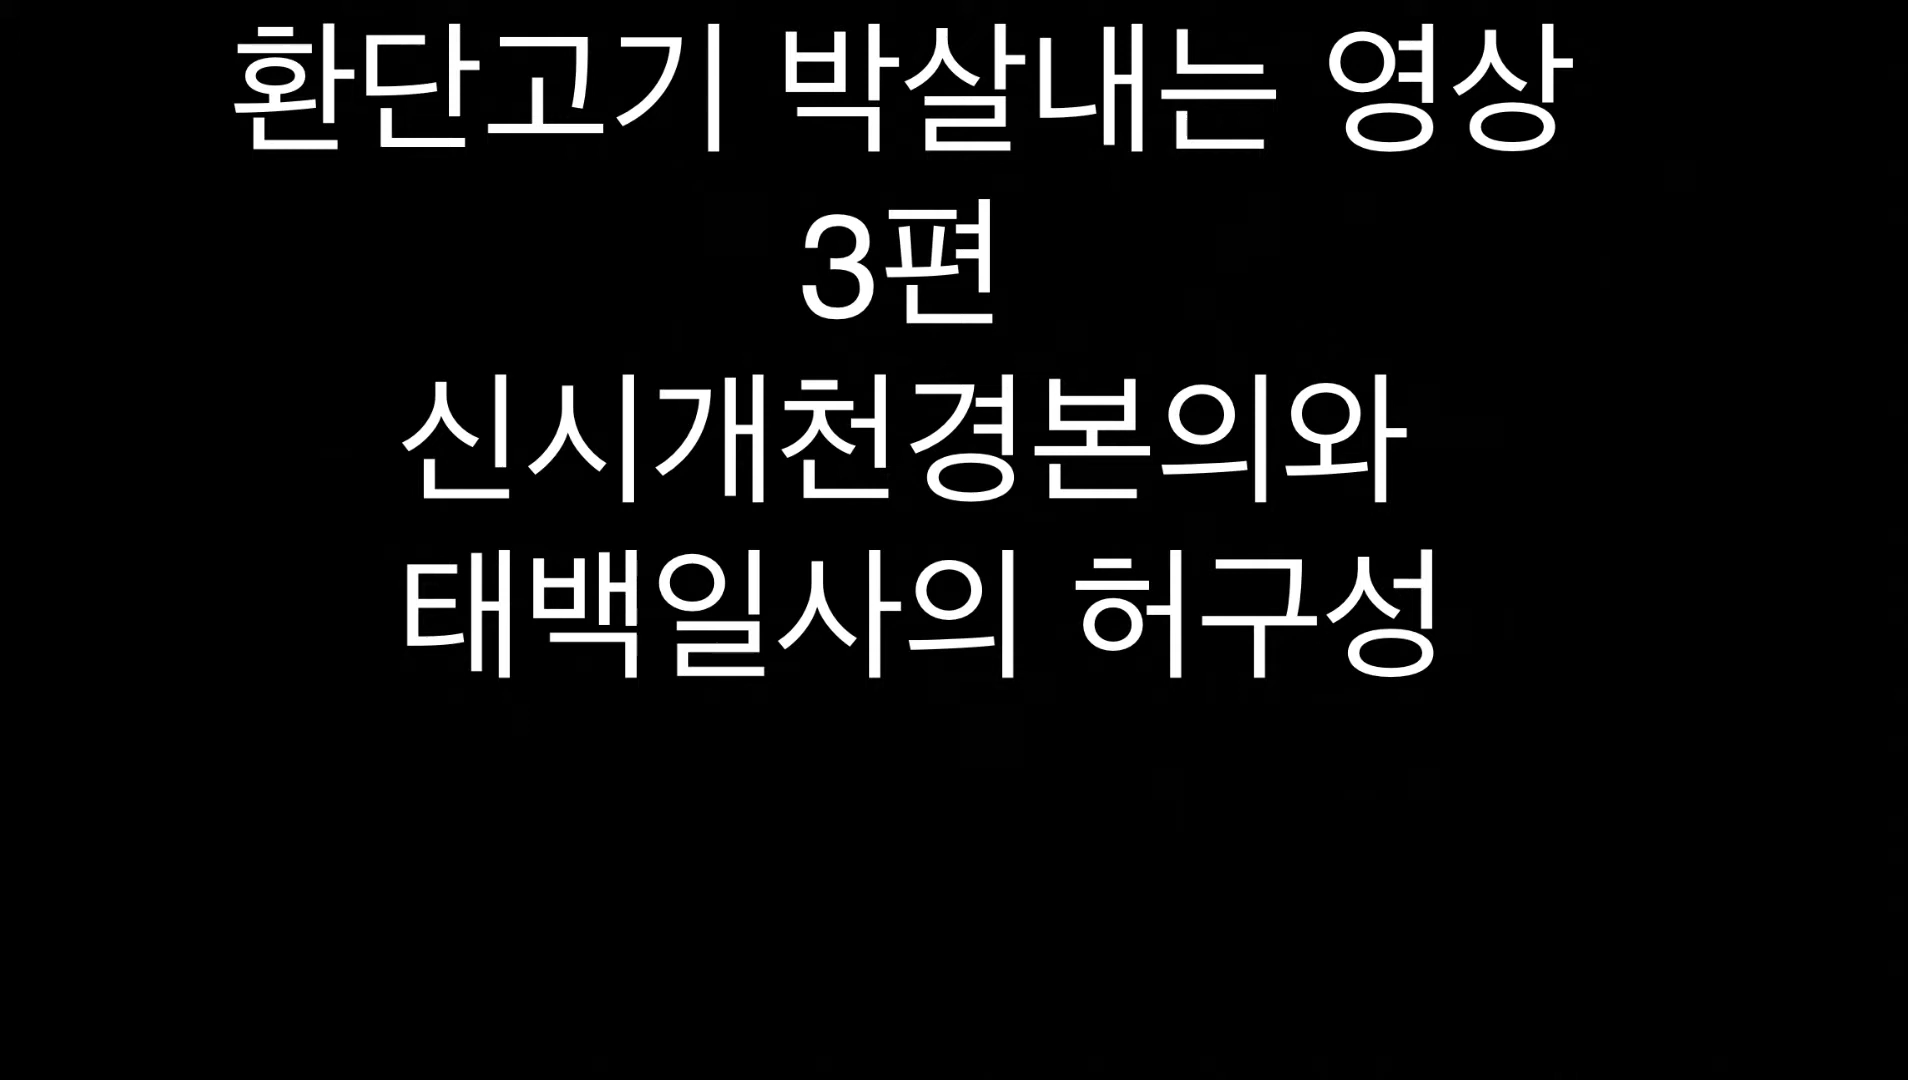 환단고기 박살내는 영상
3편
신시개천경본의와
태백일사의 허구성